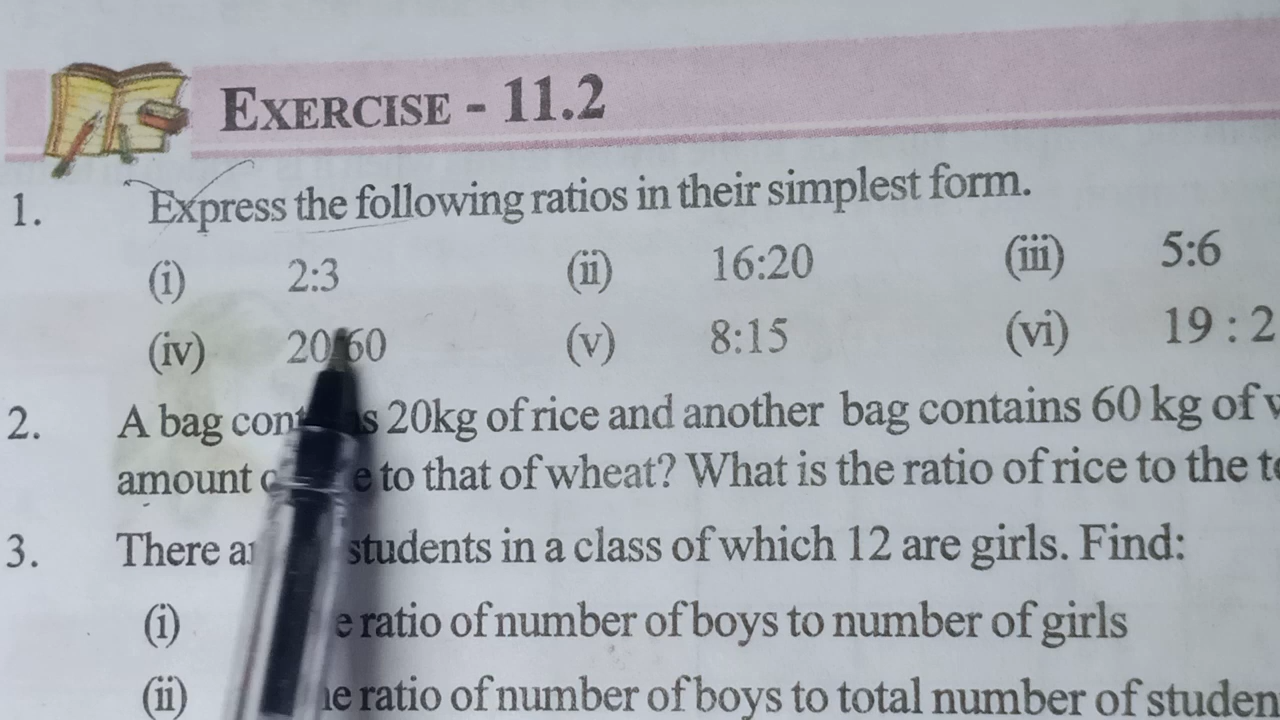 EXERCISE - 11.2
1. Express the following ratios in their simplest form.
(i) 2:3 (ii) 16:20 (iii) 5:6
(iv) 20 60 (v) 8:15 (vi) 19 : 2
2. A bag 20kg of rice and another bag contains 60 kg of
amount to that of wheat? What is the ratio of rice to the
3. There students in a class of which 12 are girls. Find:
(i) ratio of number of boys to number of girls
(ii) ratio of number of boys to total number of